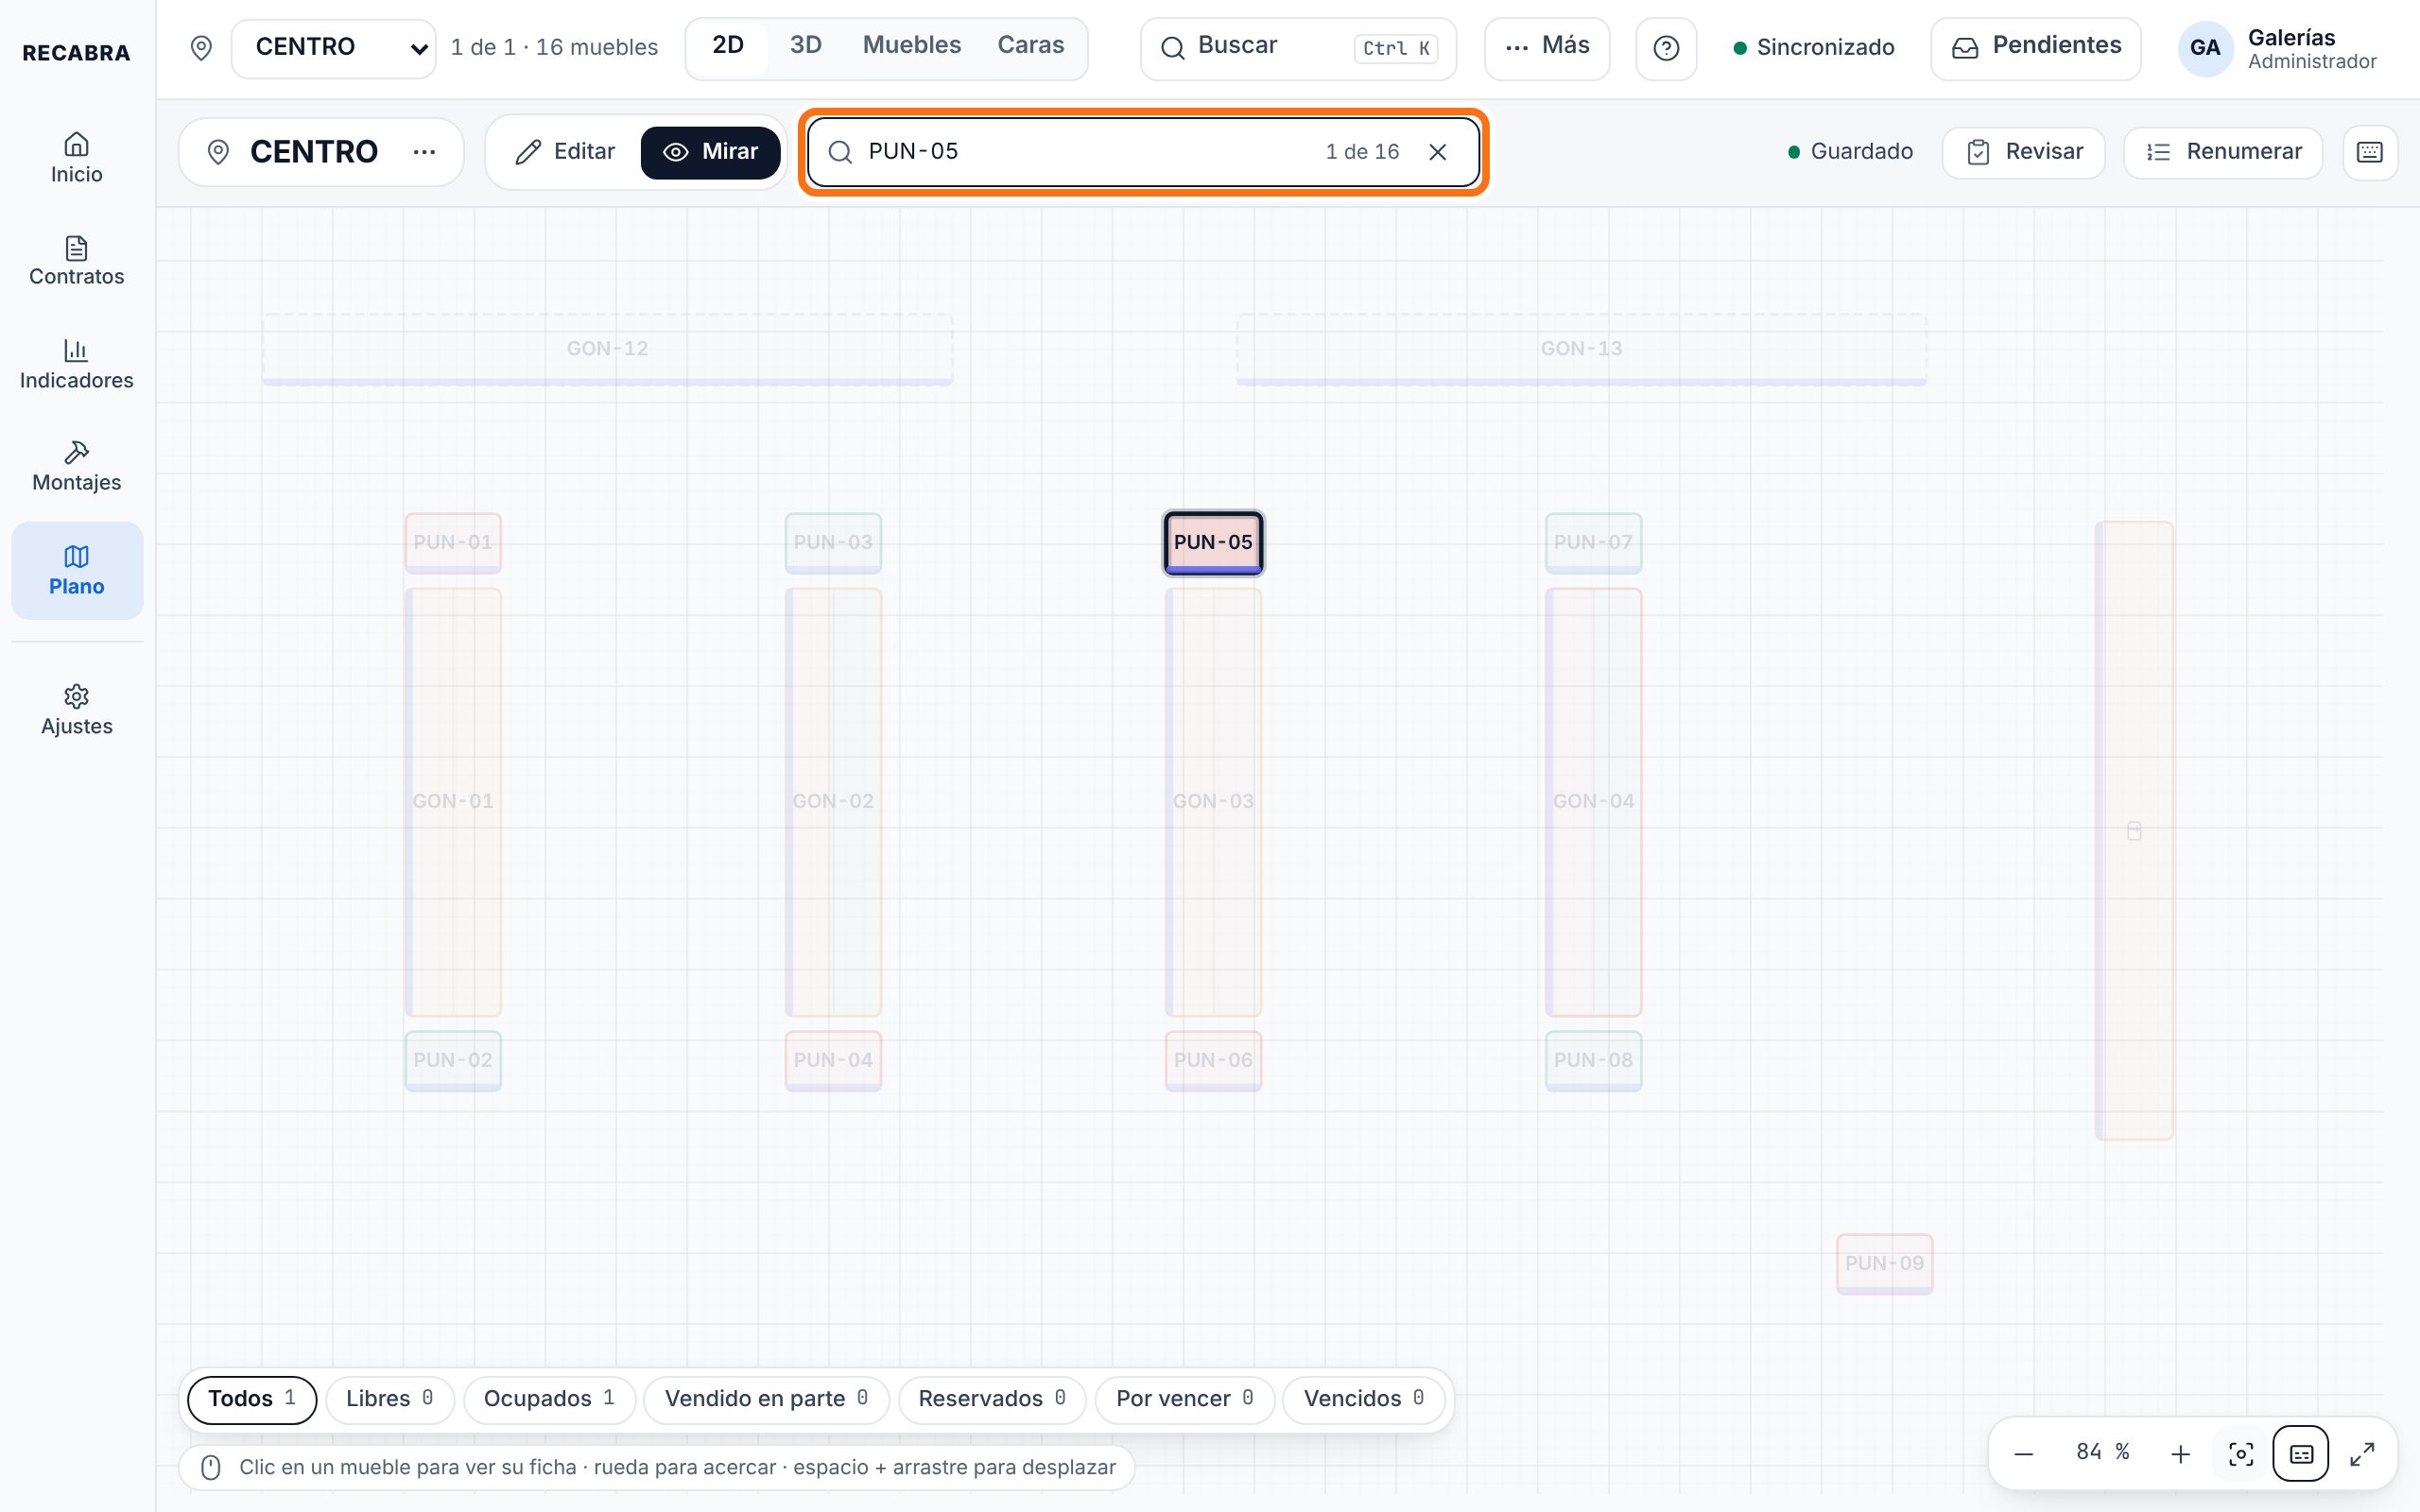 RECABRA
CENTRO
1 de 1 · 16 muebles
2D
3D
Muebles
Caras
Buscar
Ctrl K
Más
Sincronizado
Pendientes
GA
Galerías
Administrador
CENTRO
Editar
Mirar
PUN-05
1 de 16
Guardado
Revisar
Renumerar
Inicio
Contratos
Indicadores
Montajes
Plano
Ajustes
GON-12
GON-13
PUN-01
PUN-03
PUN-05
PUN-07
GON-01
GON-02
GON-03
GON-04
PUN-02
PUN-04
PUN-06
PUN-08
PUN-09
Todos 1
Libres 0
Ocupados 1
Vendido en parte 0
Reservados 0
Por vencer 0
Vencidos 0
Clic en un mueble para ver su ficha · rueda para acercar · espacio + arrastre para desplazar
84 %